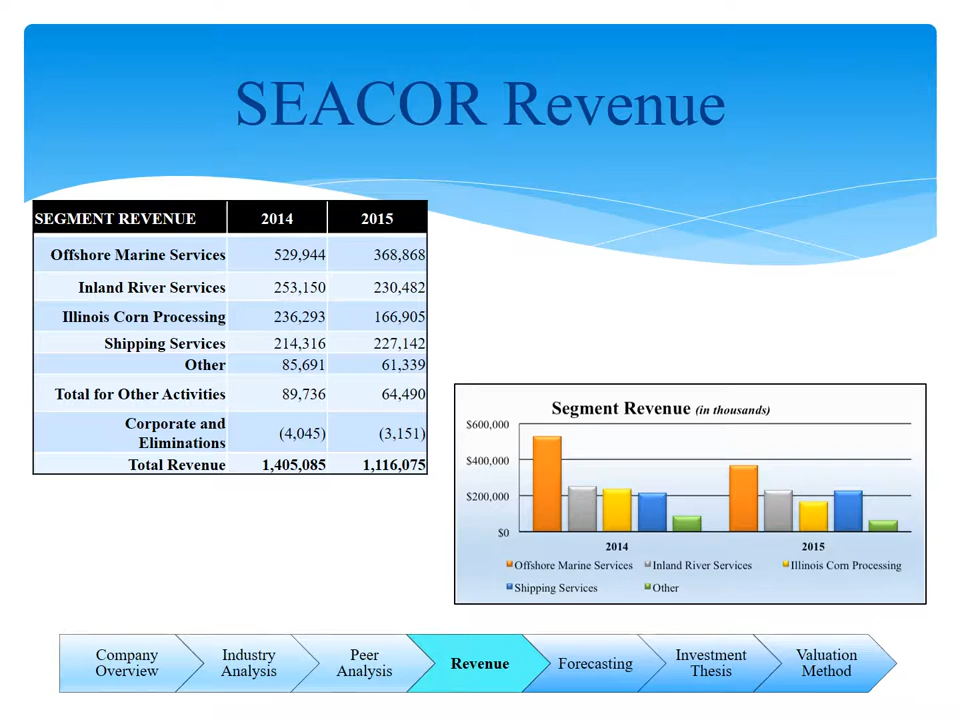 SEACOR Revenue
SEGMENT REVENUE 2014 2015
Offshore Marine Services 529,944 368,868
Inland River Services 253,150 230,482
Illinois Corn Processing 236,293 166,905
Shipping Services 214,316 227,142
Other 85,691 61,339
Total for Other Activities 89,736 64,490
Corporate and
Eliminations (4,045) (3,151)
Total Revenue 1,405,085 1,116,075
Segment Revenue (in thousands)
$600,000
$400,000
$200,000
$0
2014 2015
Offshore Marine Services Inland River Services Illinois Corn Processing
Shipping Services Other
Company
Overview
Industry
Analysis
Peer
Analysis
Revenue
Forecasting
Investment
Thesis
Valuation
Method